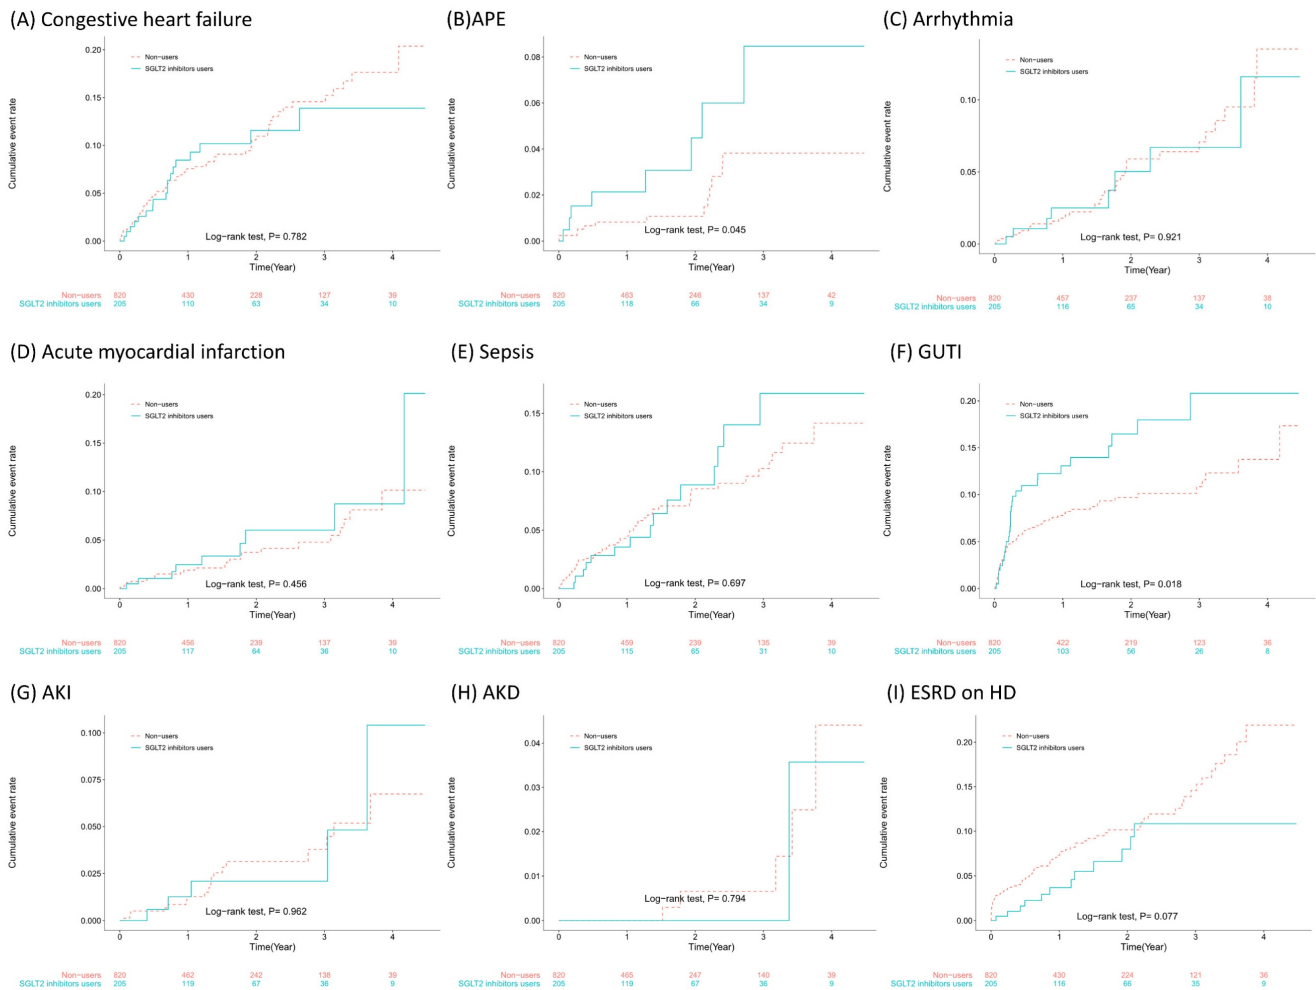 (A) Congestive heart failure
Cumulative event rate
0.20
0.15
0.10
0.05
0.00
Non−users
SGLT2 inhibitors users
Log−rank test, P= 0.782
0 1 2 3 4
Time(Year)
Non−users 820 430 228 127 39
SGLT2 inhibitors users 205 110 63 34 10
(B)APE
Cumulative event rate
0.08
0.06
0.04
0.02
0.00
Non−users
SGLT2 inhibitors users
Log−rank test, P= 0.045
0 1 2 3 4
Time(Year)
Non−users 820 463 246 137 42
SGLT2 inhibitors users 205 118 66 34 9
(C) Arrhythmia
Cumulative event rate
0.10
0.05
0.00
Non−users
SGLT2 inhibitors users
Log−rank test, P= 0.921
0 1 2 3 4
Time(Year)
Non−users 820 457 237 137 38
SGLT2 inhibitors users 205 116 65 34 10
(D) Acute myocardial infarction
Cumulative event rate
0.20
0.15
0.10
0.05
0.00
Non−users
SGLT2 inhibitors users
Log−rank test, P= 0.456
0 1 2 3 4
Time(Year)
Non−users 820 456 239 137 39
SGLT2 inhibitors users 205 117 64 36 10
(E) Sepsis
Cumulative event rate
0.15
0.10
0.05
0.00
Non−users
SGLT2 inhibitors users
Log−rank test, P= 0.697
0 1 2 3 4
Time(Year)
Non−users 820 459 239 135 39
SGLT2 inhibitors users 205 115 65 31 10
(F) GUTI
Cumulative event rate
0.20
0.15
0.10
0.05
0.00
Non−users
SGLT2 inhibitors users
Log−rank test, P= 0.018
0 1 2 3 4
Time(Year)
Non−users 820 422 219 123 36
SGLT2 inhibitors users 205 103 56 26 8
(G) AKI
Cumulative event rate
0.100
0.075
0.050
0.025
0.000
Non−users
SGLT2 inhibitors users
Log−rank test, P= 0.962
0 1 2 3 4
Time(Year)
Non−users 820 462 242 138 39
SGLT2 inhibitors users 205 119 67 36 9
(H) AKD
Cumulative event rate
0.04
0.03
0.02
0.01
0.00
Non−users
SGLT2 inhibitors users
Log−rank test, P= 0.794
0 1 2 3 4
Time(Year)
Non−users 820 465 247 140 39
SGLT2 inhibitors users 205 119 67 36 9
(I) ESRD on HD
Cumulative event rate
0.20
0.15
0.10
0.05
0.00
Non−users
SGLT2 inhibitors users
Log−rank test, P= 0.077
0 1 2 3 4
Time(Year)
Non−users 820 430 224 121 36
SGLT2 inhibitors users 205 116 66 35 9